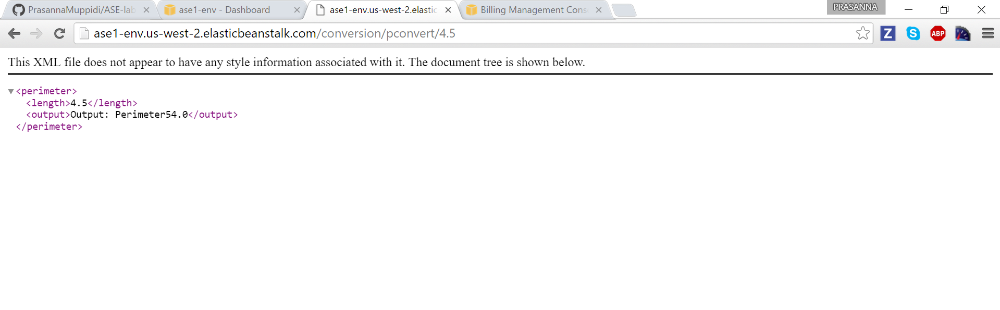 PrasannaMuppidi/ASE-lab
ase1-env - Dashboard
ase1-env.us-west-2.elastic
Billing Management Cons
PRASANNA
ase1-env.us-west-2.elasticbeanstalk.com/conversion/pconvert/4.5
Z
S
ABP
This XML file does not appear to have any style information associated with it. The document tree is shown below.
<perimeter>
<length>4.5</length>
<output>Output: Perimeter54.0</output>
</perimeter>